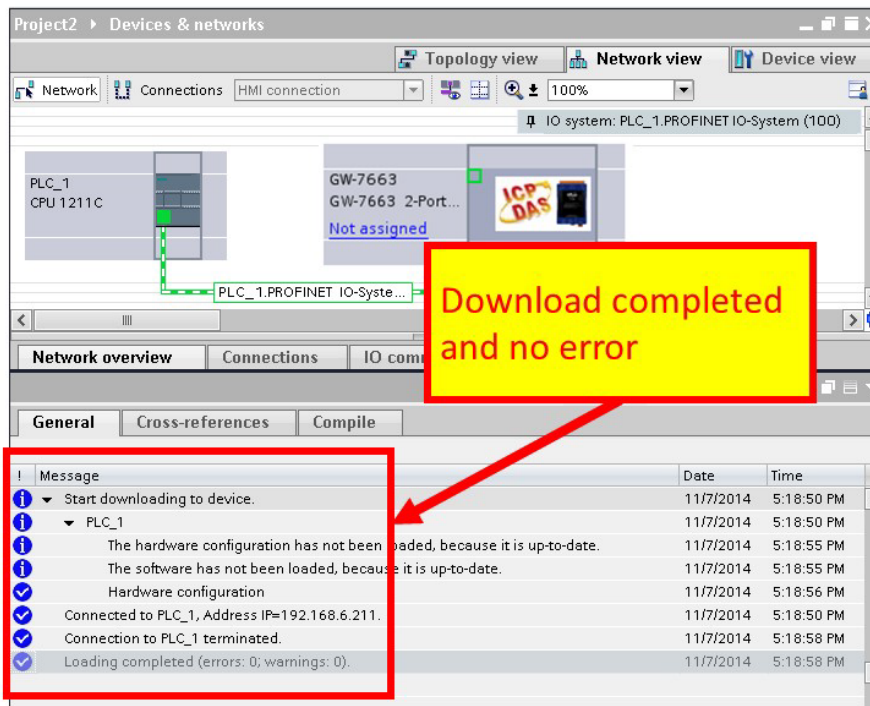 Project2 ▸ Devices & networks
Topology view Network view Device view
Network Connections HMI connection 100%
IO system: PLC_1.PROFINET IO-System (100)
PLC_1
CPU 1211C
GW-7663
GW-7663 2-Port...
Not assigned
ICP
DAS
PLC_1.PROFINET IO-Syste...
Download completed
and no error
Network overview Connections IO com
General Cross-references Compile
! Message Date Time
Start downloading to device. 11/7/2014 5:18:50 PM
PLC_1 11/7/2014 5:18:50 PM
The hardware configuration has not been loaded, because it is up-to-date. 11/7/2014 5:18:55 PM
The software has not been loaded, because it is up-to-date. 11/7/2014 5:18:55 PM
Hardware configuration 11/7/2014 5:18:56 PM
Connected to PLC_1, Address IP=192.168.6.211. 11/7/2014 5:18:50 PM
Connection to PLC_1 terminated. 11/7/2014 5:18:58 PM
Loading completed (errors: 0; warnings: 0). 11/7/2014 5:18:58 PM